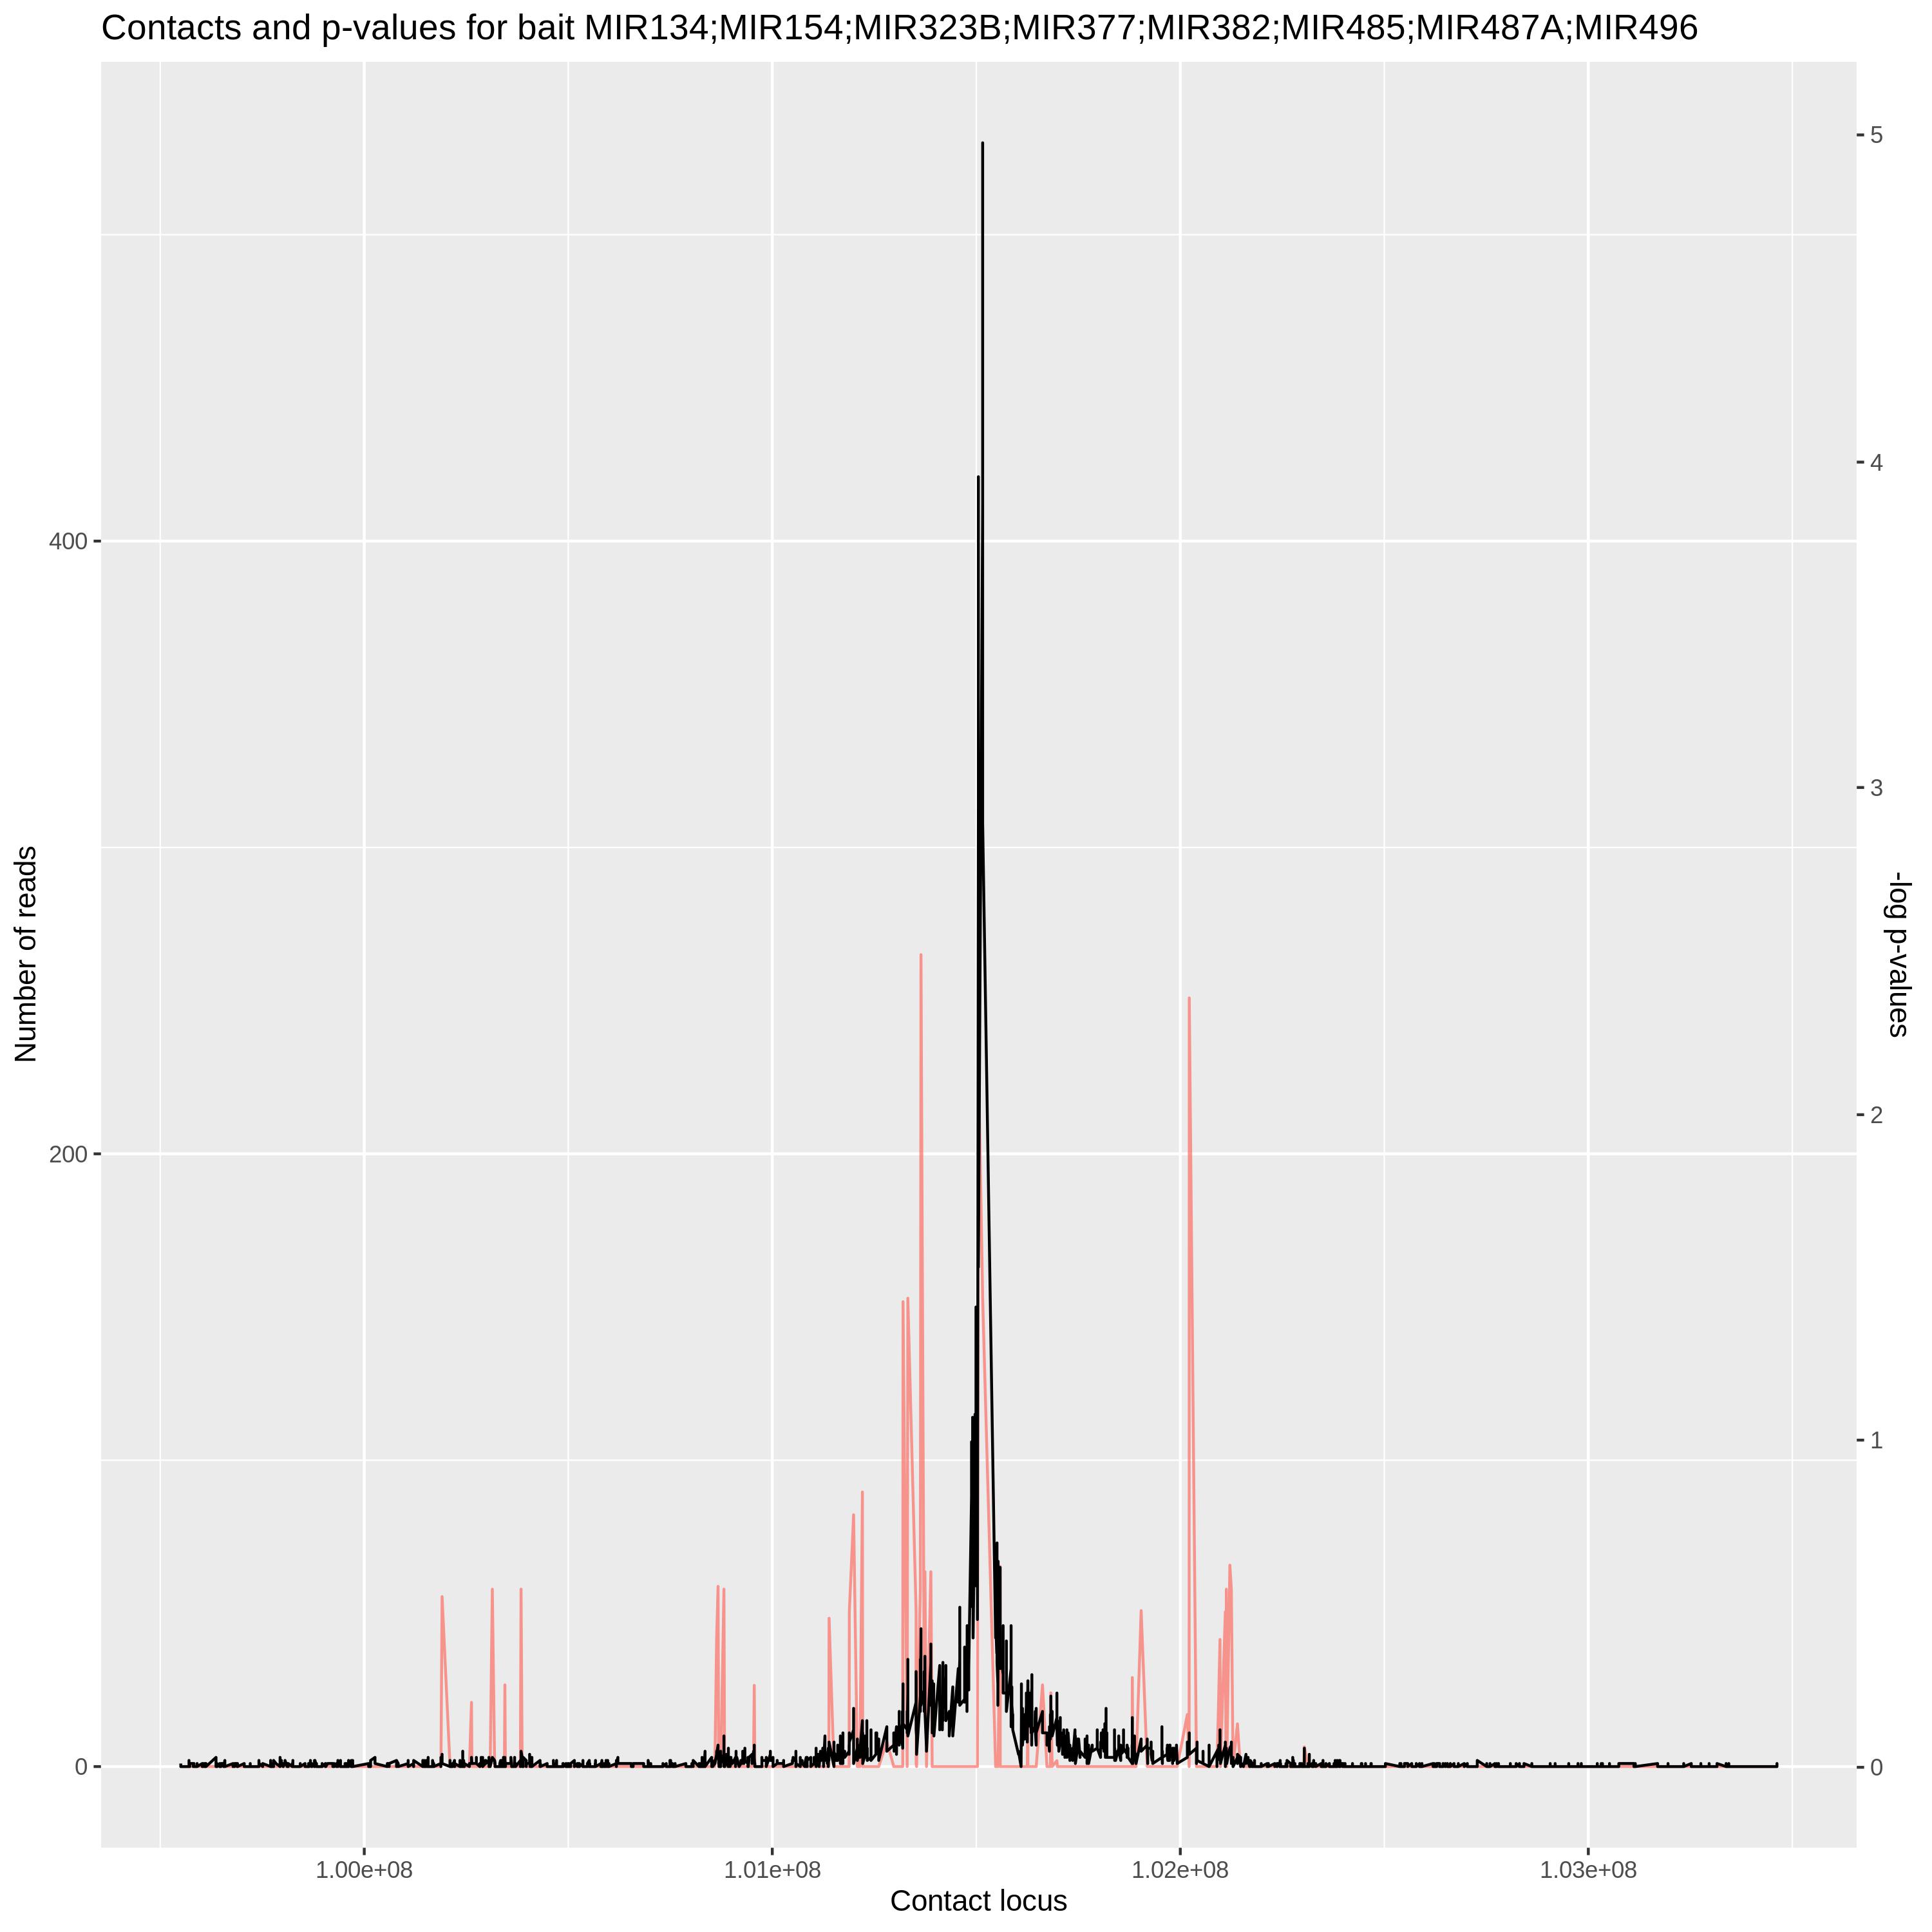 Contacts and p-values for bait MIR134;MIR154;MIR323B;MIR377;MIR382;MIR485;MIR487A;MIR496
Number of reads
400
200
0
5
4
3
2
1
0
-log p-values
1.00e+08
1.01e+08
1.02e+08
1.03e+08
Contact locus